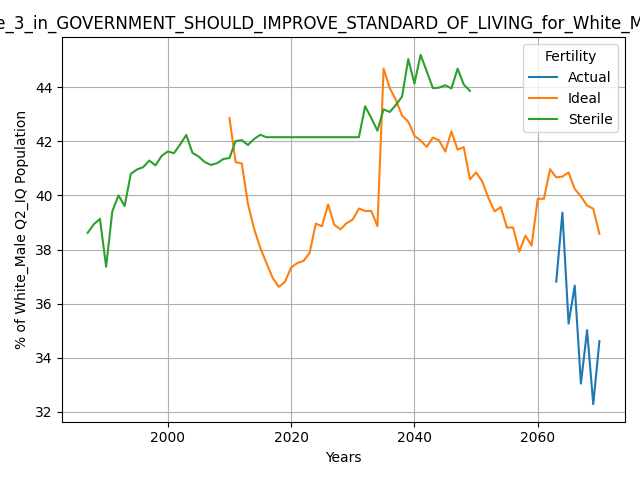 e_3_in_GOVERNMENT_SHOULD_IMPROVE_STANDARD_OF_LIVING_for_White_M
Fertility
Actual
Ideal
Sterile
% of White_Male Q2_IQ Population
44
42
40
38
36
34
32
2000
2020
2040
2060
Years